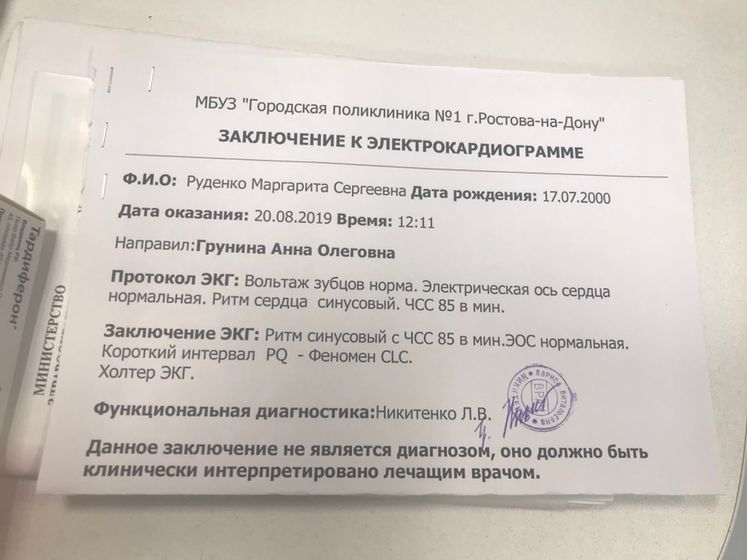 МБУЗ "Городская поликлиника №1 г.Ростова-на-Дону"
ЗАКЛЮЧЕНИЕ К ЭЛЕКТРОКАРДИОГРАММЕ
Ф.И.О: Руденко Маргарита Сергеевна Дата рождения: 17.07.2000
Дата оказания: 20.08.2019 Время: 12:11
Направил:Грунина Анна Олеговна
Протокол ЭКГ: Вольтаж зубцов норма. Электрическая ось сердца
нормальная. Ритм сердца синусовый. ЧСС 85 в мин.
Заключение ЭКГ: Ритм синусовый с ЧСС 85 в мин.ЭОС нормальная.
Короткий интервал PQ - Феномен CLC.
Холтер ЭКГ.
Функциональная диагностика:Никитенко Л.В.
Данное заключение не является диагнозом, оно должно быть
клинически интерпретировано лечащим врачом.
ЛАРИСА ВИТАЛЬЕВНА
ВРАЧ
Тардиферон
МИНИСТЕРСТВО